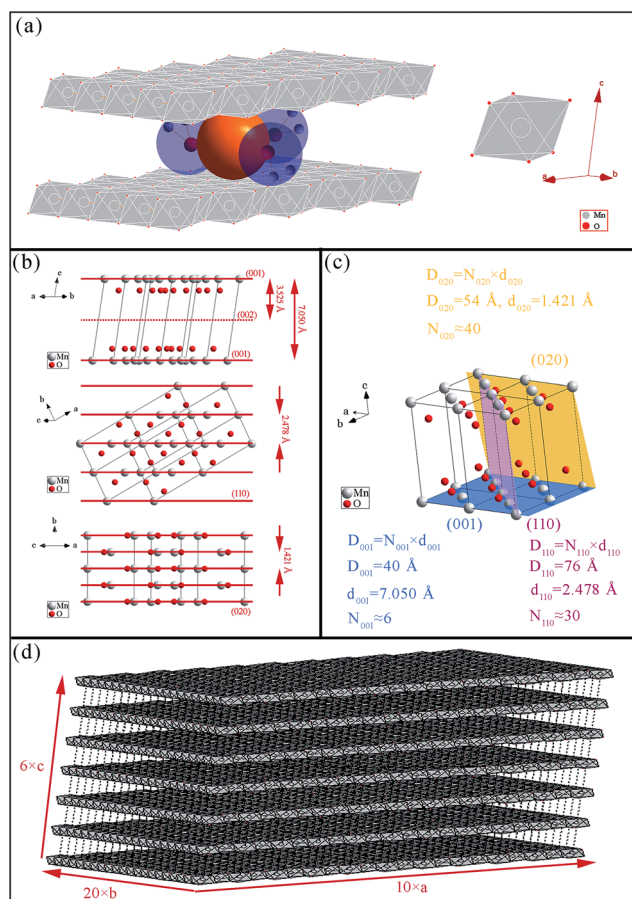 (a)
c
a
b
Mn
O
(b)
c
a
b
(001)
(002)
(001)
3.525 Å
7.050 Å
Mn
O
b
c
a
2.478 Å
Mn
O
(110)
b
c
a
1.421 Å
Mn
O
(020)
(c)
D₀₂₀=N₀₂₀×d₀₂₀
D₀₂₀=54 Å, d₀₂₀=1.421 Å
N₀₂₀≈40
(020)
c
a
b
Mn
O
(001)
(110)
D₀₀₁=N₀₀₁×d₀₀₁
D₀₀₁=40 Å
d₀₀₁=7.050 Å
N₀₀₁≈6
D₁₁₀=N₁₁₀×d₁₁₀
D₁₁₀=76 Å
d₁₁₀=2.478 Å
N₁₁₀≈30
(d)
6×c
20×b
10×a